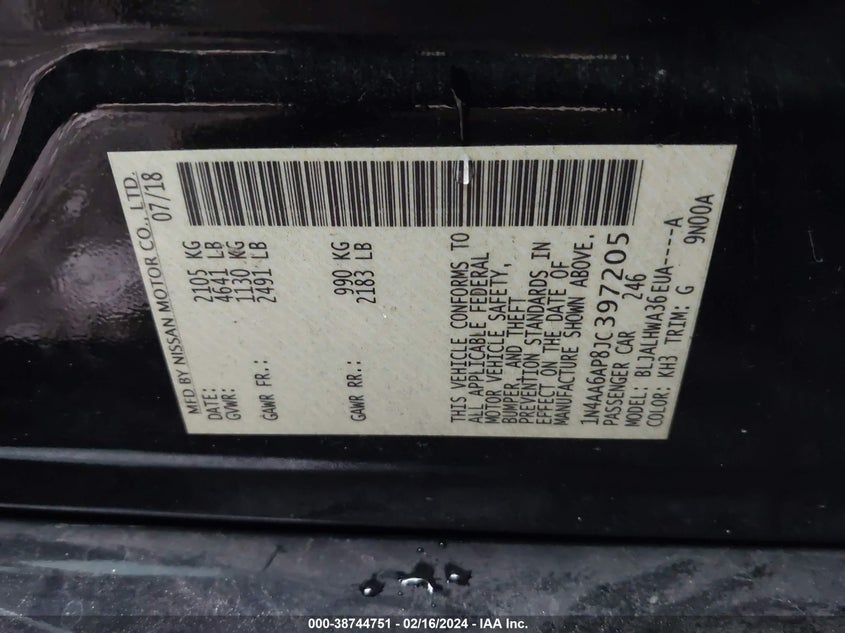 MFD BY NISSAN MOTOR CO., LTD.
DATE: 07/18
GVWR: 2105 KG
4641 LB
GAWR FR.: 1130 KG
2491 LB
GAWR RR.: 990 KG
2183 LB
THIS VEHICLE CONFORMS TO
ALL APPLICABLE FEDERAL
MOTOR VEHICLE SAFETY,
BUMPER, AND THEFT
PREVENTION STANDARDS IN
EFFECT ON THE DATE OF
MANUFACTURE SHOWN ABOVE.
1N4AA6AP8JC397205
PASSENGER CAR 246
MODEL: BLJALHWA36EUA-----A
COLOR: KH3 TRIM: G 9N00A
000-38744751 - 02/16/2024 - IAA Inc.